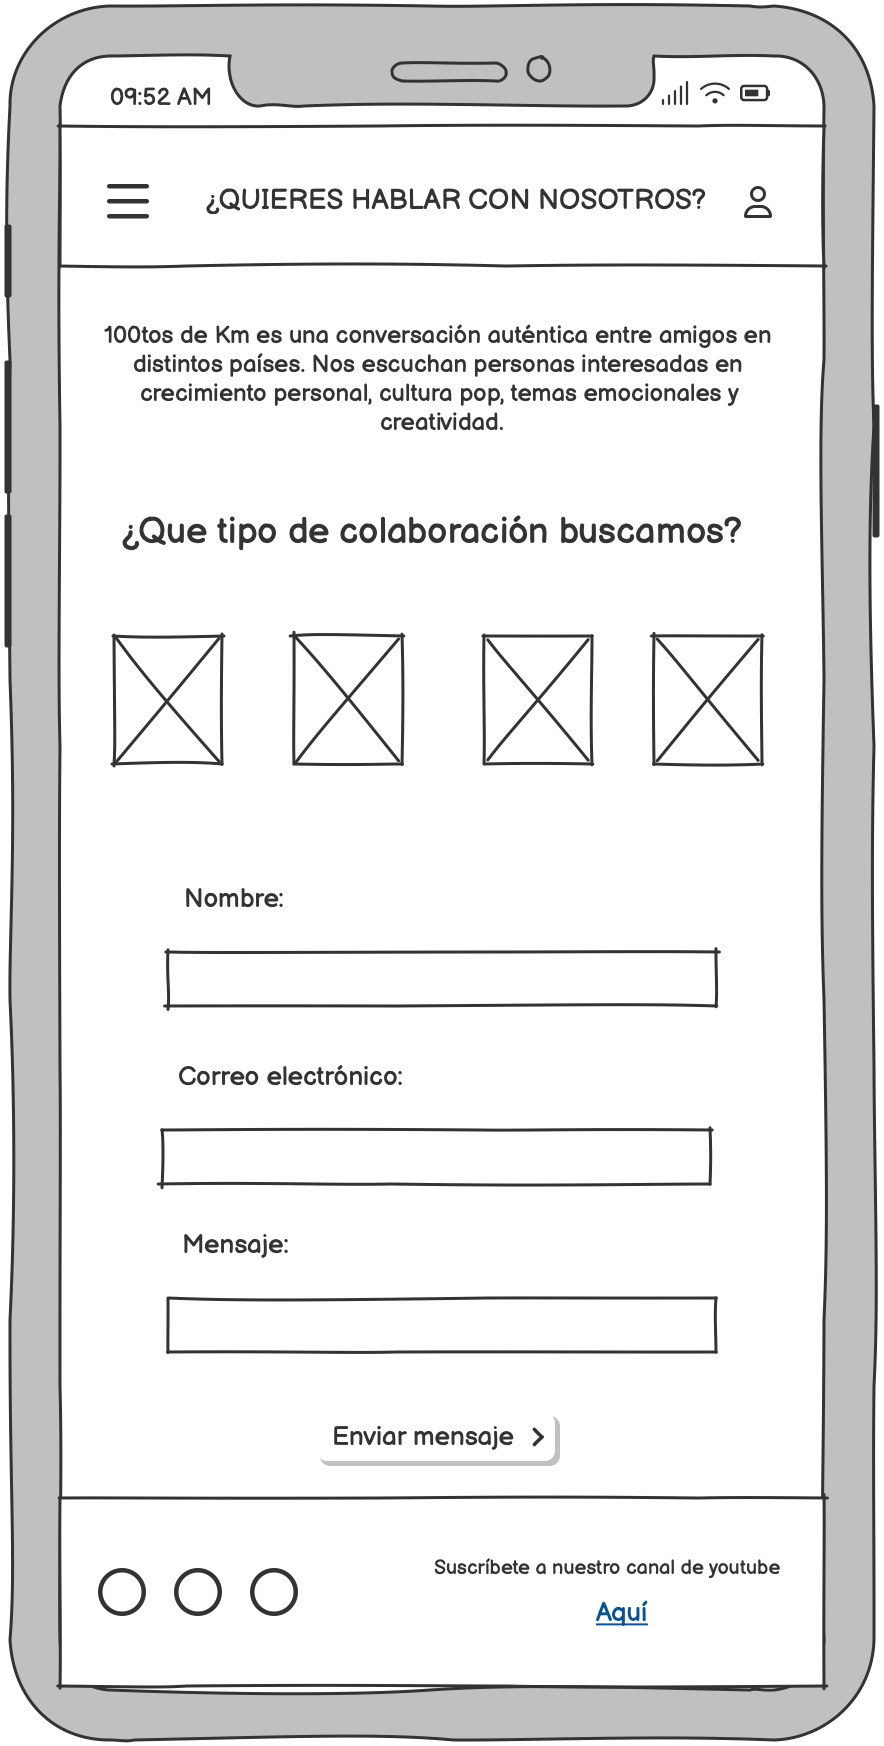 09:52 AM
¿QUIERES HABLAR CON NOSOTROS?
100tos de Km es una conversación auténtica entre amigos en
distintos países. Nos escuchan personas interesadas en
crecimiento personal, cultura pop, temas emocionales y
creatividad.
¿Que tipo de colaboración buscamos?
Nombre:
Correo electrónico:
Mensaje:
Enviar mensaje
Suscríbete a nuestro canal de youtube
Aquí